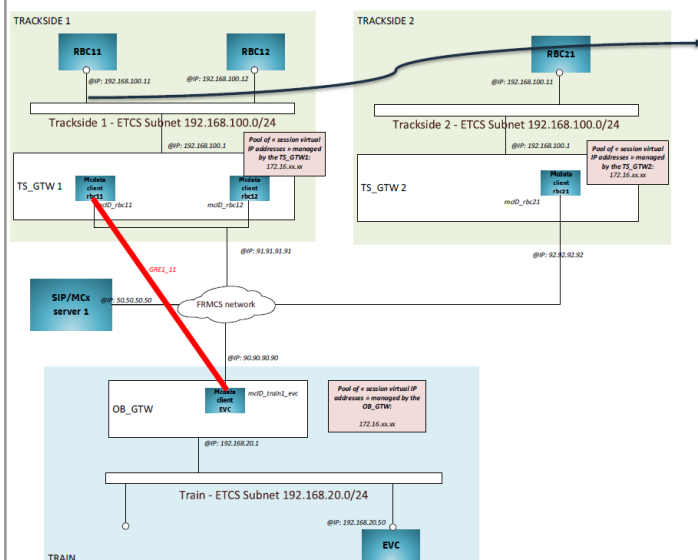 TRACKSIDE 1
RBC11
RBC12
@IP: 192.168.100.11
@IP: 192.168.100.12
Trackside 1 - ETCS Subnet 192.168.100.0/24
@IP: 192.168.100.1
Pool of « session virtual
IP addresses » managed
by the TS_GTW1:
172.16.xx.xx
TS_GTW 1
Mcdata
client
rbc11
mcID_rbc11
Mcdata
client
rbc12
mcID_rbc12
@IP: 91.91.91.91
TRACKSIDE 2
RBC21
@IP: 192.168.100.11
Trackside 2 - ETCS Subnet 192.168.100.0/24
@IP: 192.168.100.1
Pool of « session virtual
IP addresses » managed
by the TS_GTW2:
172.16.xx.xx
TS_GTW 2
Mcdata
client
rbc21
mcID_rbc21
@IP: 92.92.92.92
GRE1_11
SIP/MCx
server 1
@IP: 50.50.50.50
FRMCS network
@IP: 90.90.90.90
OB_GTW
Mcdata
client
EVC
mcID_train1_evc
Pool of « session virtual IP
addresses » managed by the
OB_GTW:
172.16.xx.xx
@IP: 192.168.20.1
Train - ETCS Subnet 192.168.20.0/24
@IP: 192.168.20.50
EVC
TRAIN